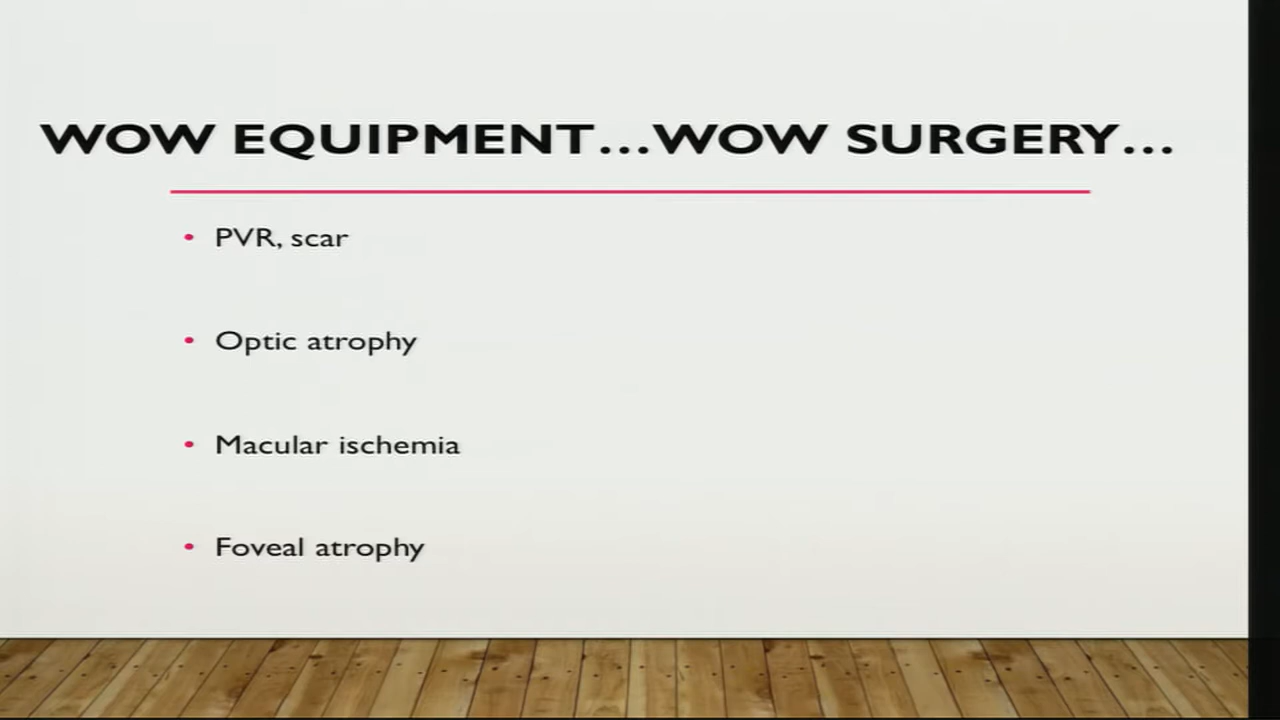 WOW EQUIPMENT...WOW SURGERY...
• PVR, scar
• Optic atrophy
• Macular ischemia
• Foveal atrophy